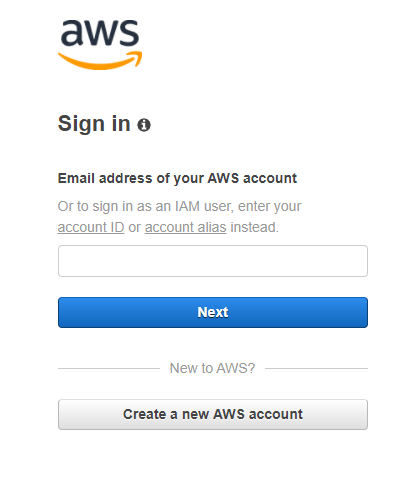 aws
Sign in
Email address of your AWS account
Or to sign in as an IAM user, enter your
account ID or account alias instead.
Next
New to AWS?
Create a new AWS account